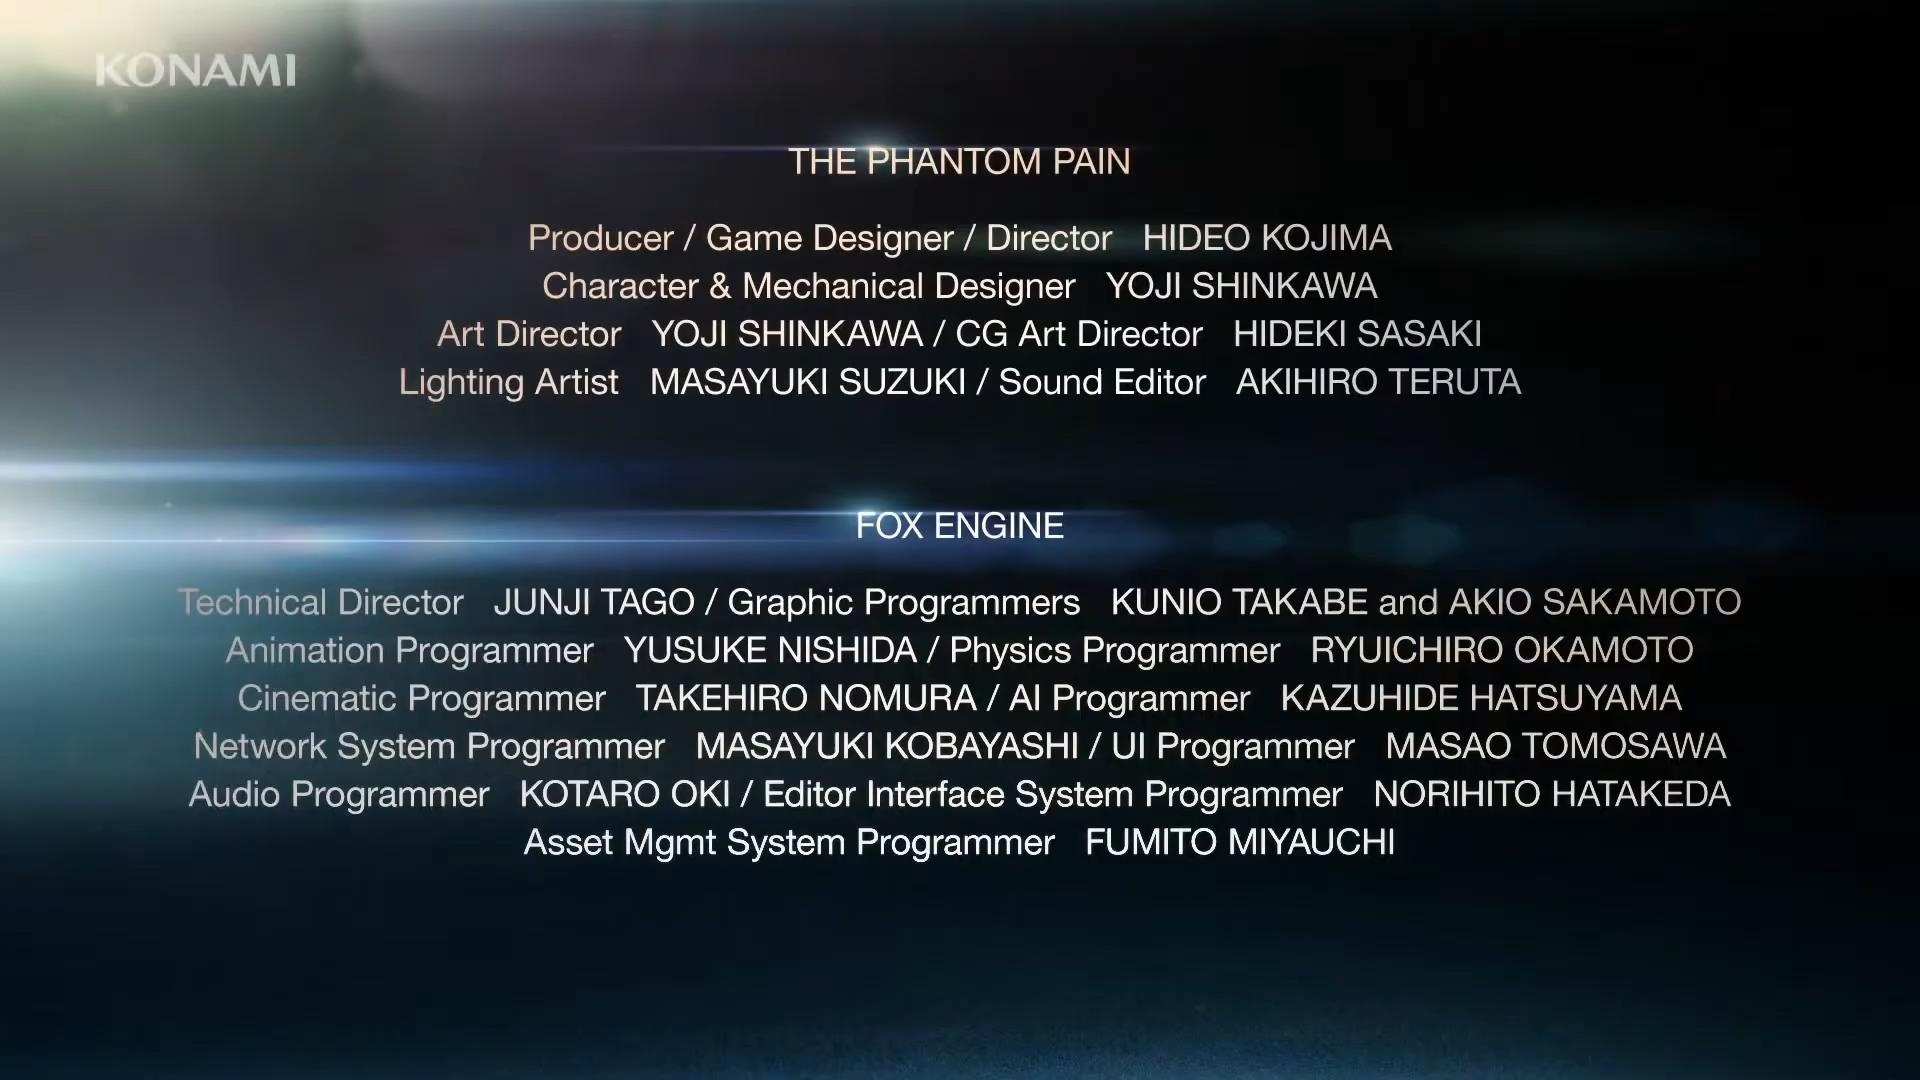 KONAMI
THE PHANTOM PAIN
Producer / Game Designer / Director HIDEO KOJIMA
Character & Mechanical Designer YOJI SHINKAWA
Art Director YOJI SHINKAWA / CG Art Director HIDEKI SASAKI
Lighting Artist MASAYUKI SUZUKI / Sound Editor AKIHIRO TERUTA
FOX ENGINE
Technical Director JUNJI TAGO / Graphic Programmers KUNIO TAKABE and AKIO SAKAMOTO
Animation Programmer YUSUKE NISHIDA / Physics Programmer RYUICHIRO OKAMOTO
Cinematic Programmer TAKEHIRO NOMURA / AI Programmer KAZUHIDE HATSUYAMA
Network System Programmer MASAYUKI KOBAYASHI / UI Programmer MASAO TOMOSAWA
Audio Programmer KOTARO OKI / Editor Interface System Programmer NORIHITO HATAKEDA
Asset Mgmt System Programmer FUMITO MIYAUCHI